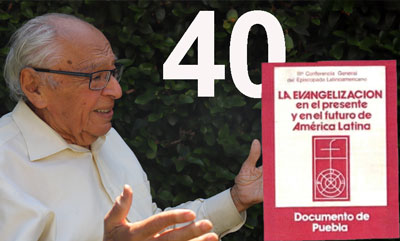 40
IIIª Conferencia General
del Episcopado Latinoamericano
LA EVANGELIZACION
en el presente
y en el futuro de
América Latina
Documento de
Puebla